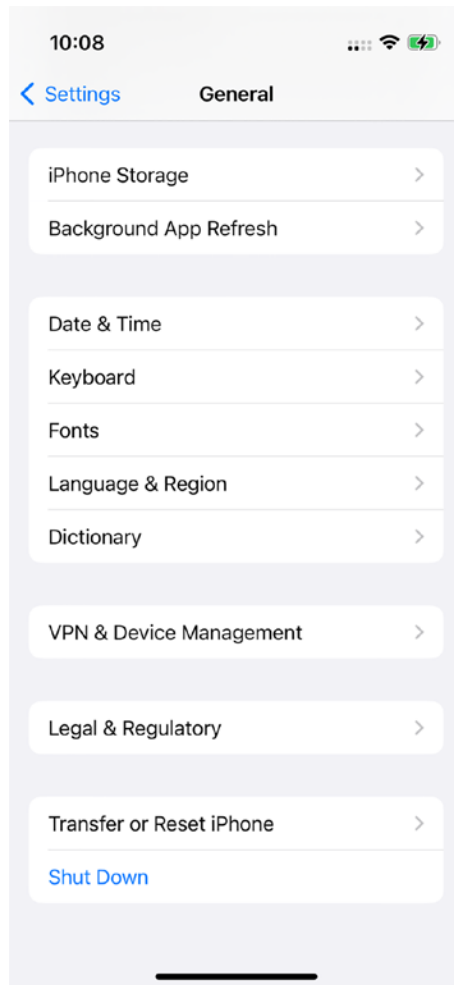 10:08
Settings
General
iPhone Storage
Background App Refresh
Date & Time
Keyboard
Fonts
Language & Region
Dictionary
VPN & Device Management
Legal & Regulatory
Transfer or Reset iPhone
Shut Down